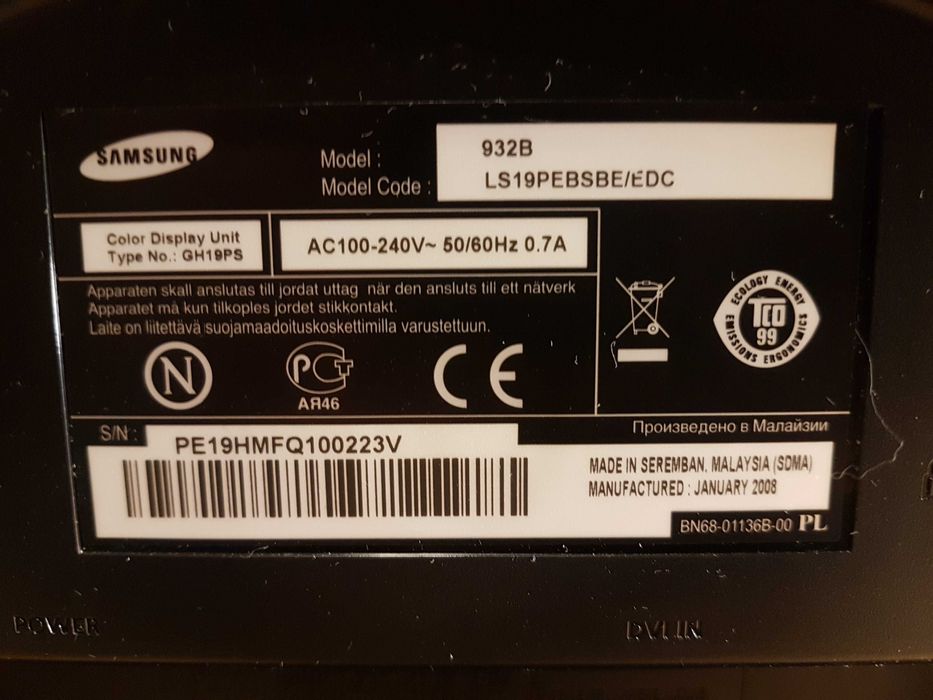 SAMSUNG
Model :
932B
Model Code :
LS19PEBSBE/EDC
Color Display Unit
Type No.: GH19PS
AC100-240V~ 50/60Hz 0.7A
Apparaten skall anslutas till jordat uttag när den ansluts till ett nätverk
Apparatet må kun tilkoples jordet stikkontakt.
Laite on liitettävä suojamaadoituskoskettimilla varustettuun.
N
РСТ
АЯ46
CE
ECOLOGY ENERGY
TCO
99
EMISSIONS ERGONOMICS
S/N :
PE19HMFQ100223V
Произведено в Малайзии
MADE IN SEREMBAN, MALAYSIA (SDMA)
MANUFACTURED : JANUARY 2008
BN68-01136B-00 PL
POWER
DVI IN